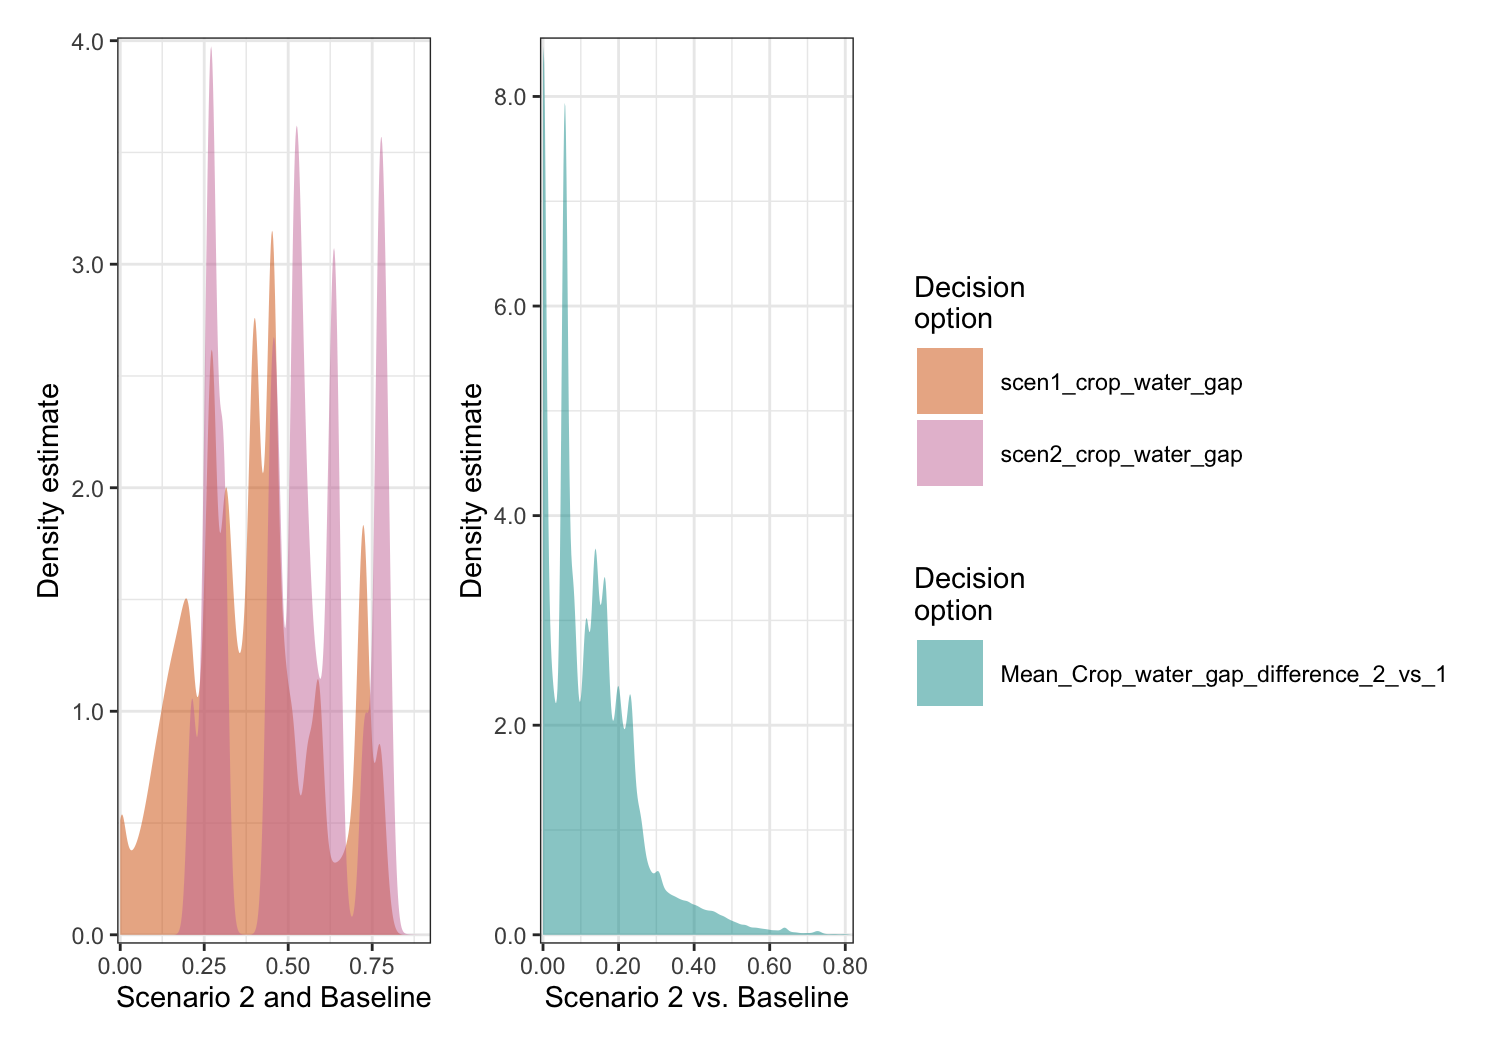 4.0
3.0
2.0
1.0
0.0
Density estimate
0.00 0.25 0.50 0.75
Scenario 2 and Baseline
8.0
6.0
4.0
2.0
0.0
Density estimate
0.00 0.20 0.40 0.60 0.80
Scenario 2 vs. Baseline
Decision
option
scen1_crop_water_gap
scen2_crop_water_gap
Decision
option
Mean_Crop_water_gap_difference_2_vs_1